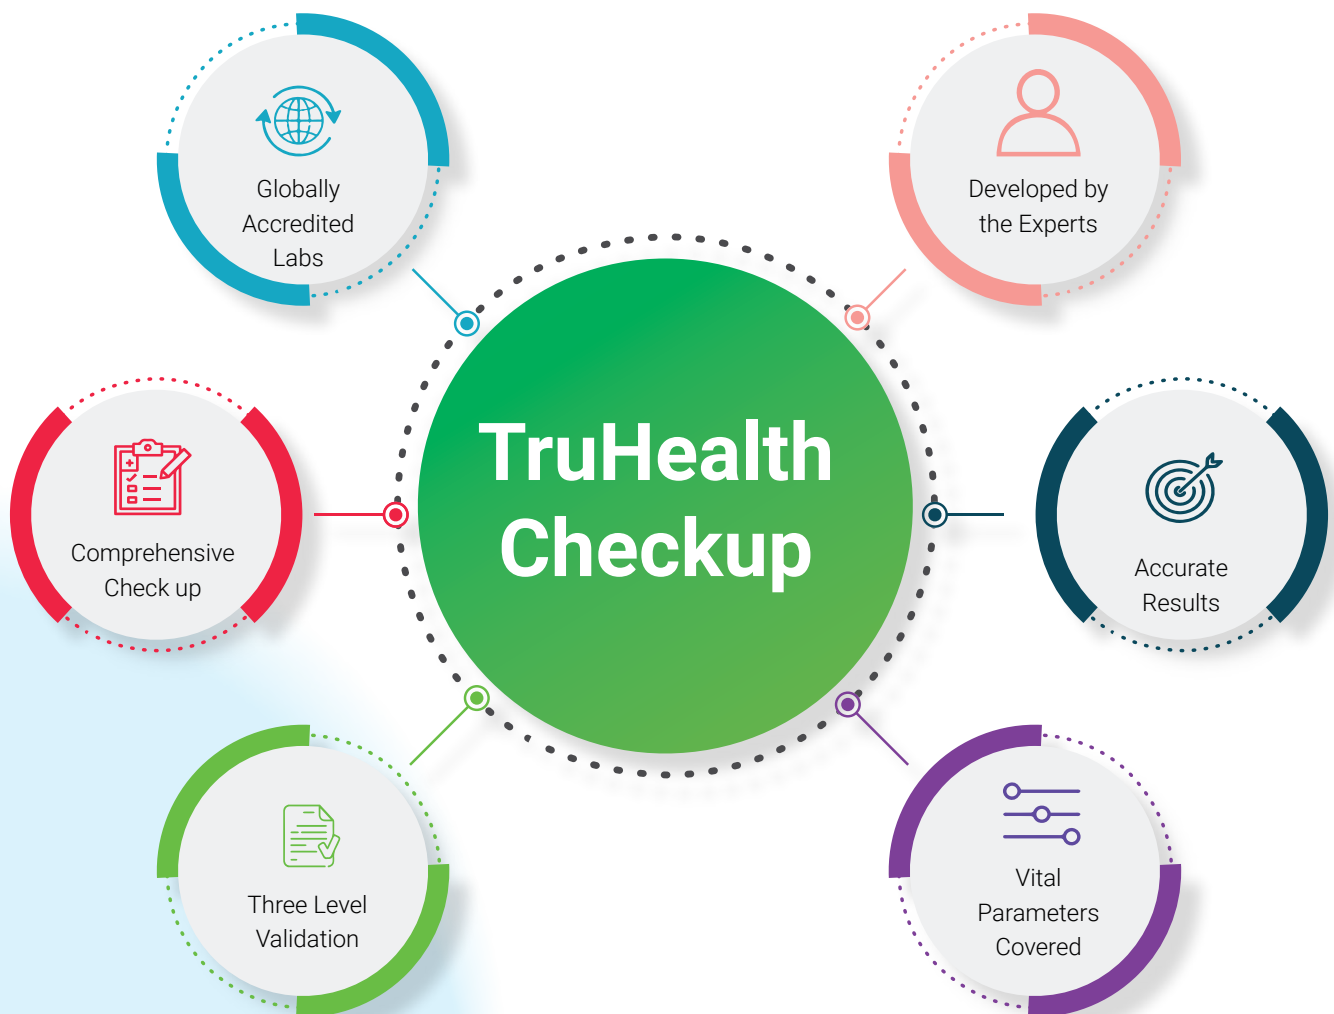 Globally
Accredited
Labs
Developed by
the Experts
TruHealth
Checkup
Comprehensive
Check up
Accurate
Results
Three Level
Validation
Vital
Parameters
Covered